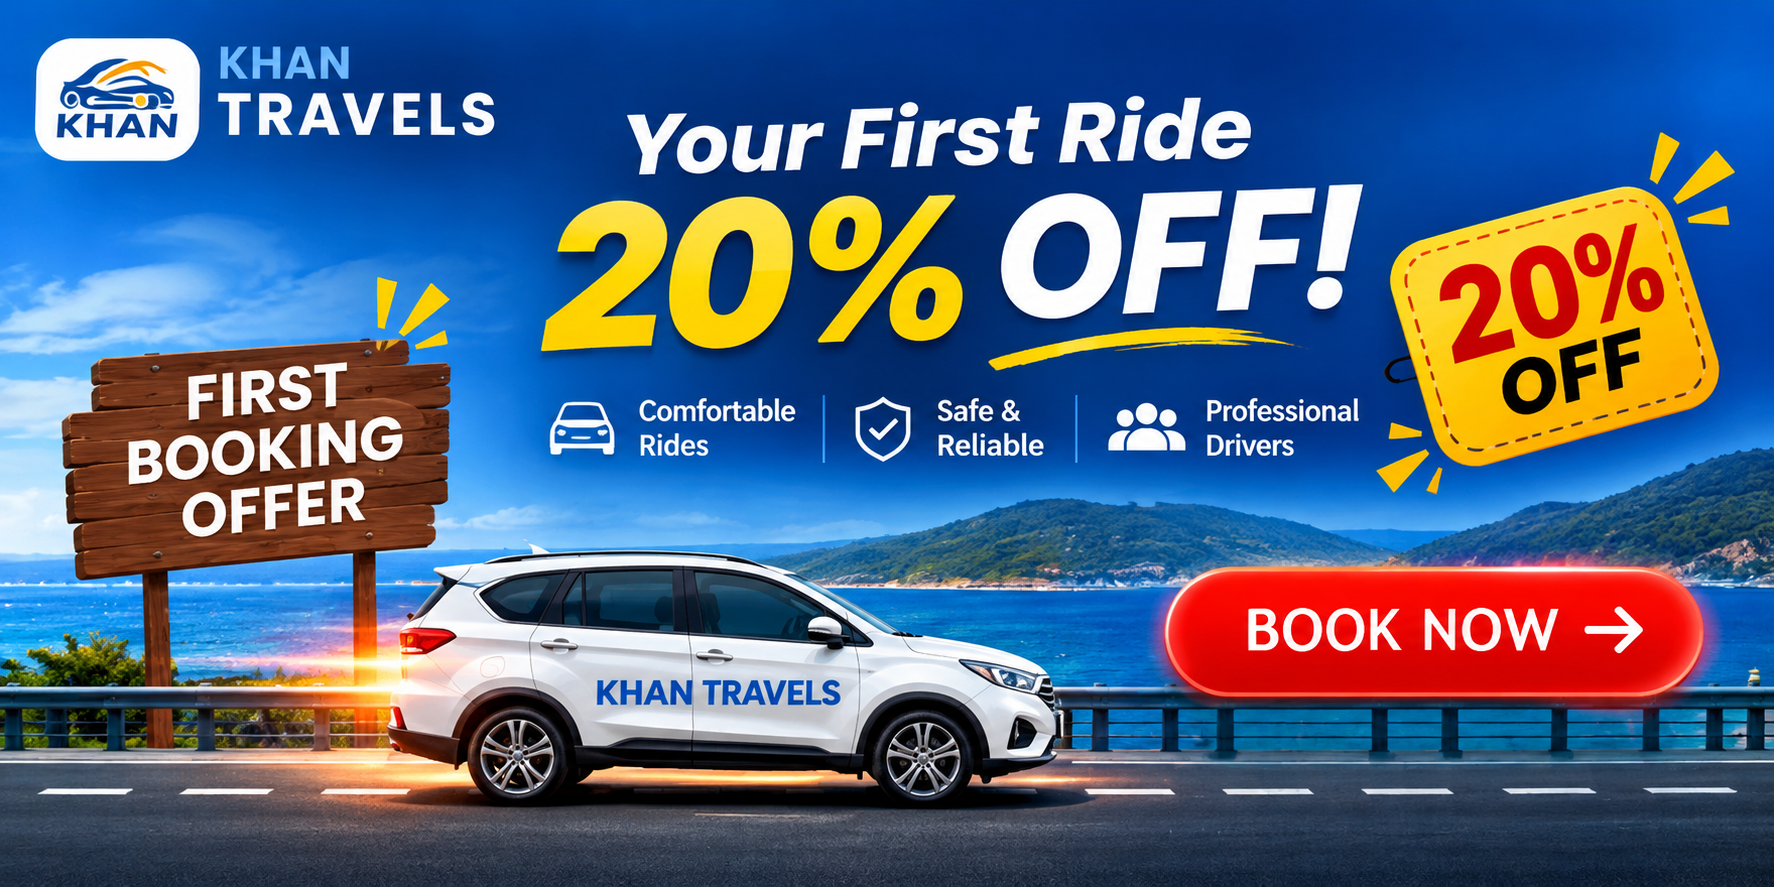 KHAN
KHAN
TRAVELS
Your First Ride
20% OFF!
20%
OFF
FIRST
BOOKING
OFFER
Comfortable
Rides
Safe &
Reliable
Professional
Drivers
BOOK NOW
KHAN TRAVELS